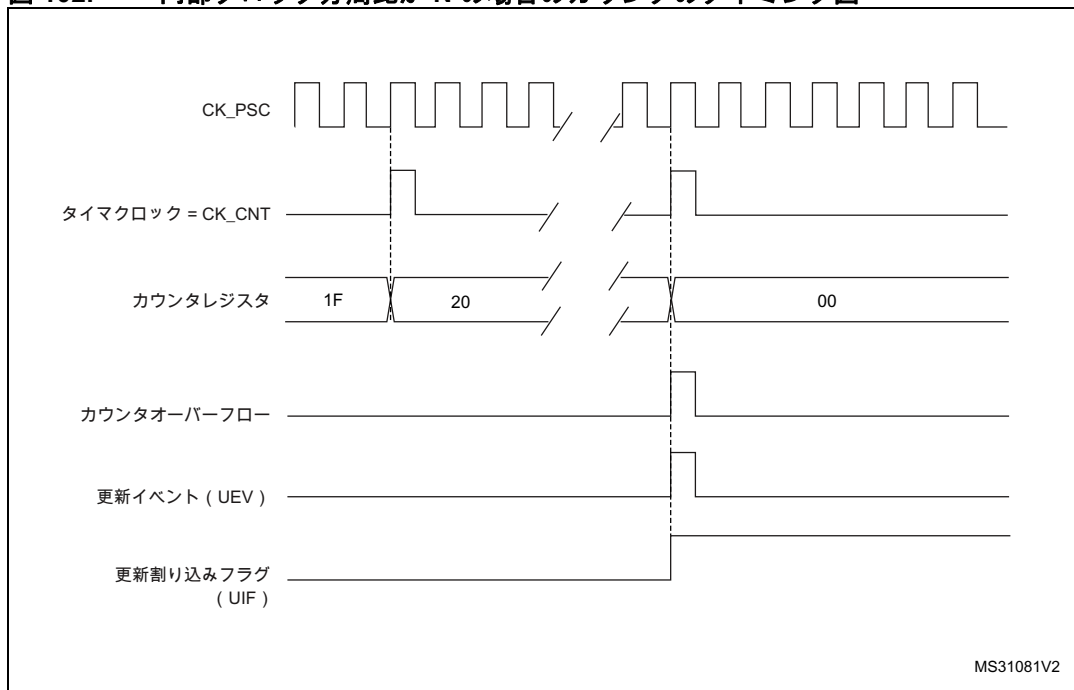 CK_PSC
タイマクロック = CK_CNT
カウンタレジスタ
1F
20
00
カウンタオーバーフロー
更新イベント ( UEV )
更新割り込みフラグ
( UIF )
MS31081V2